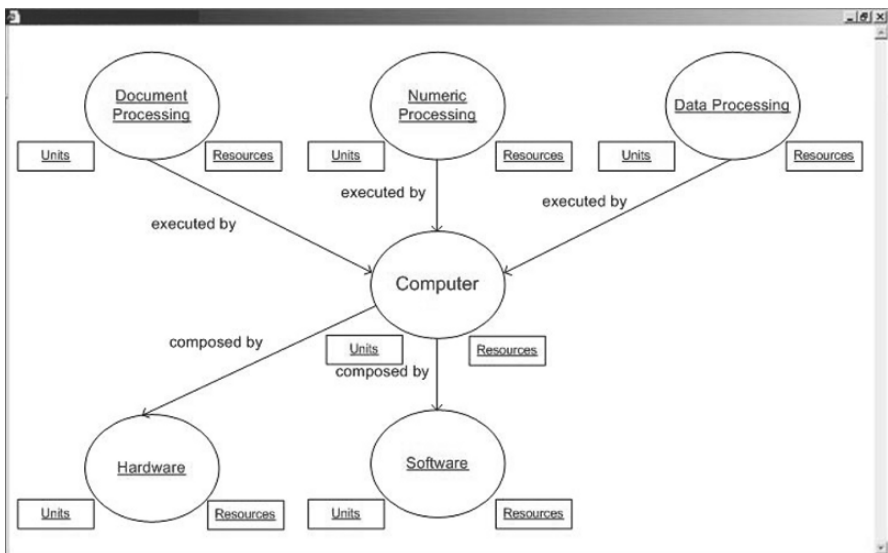 Document
Processing
Numeric
Processing
Data Processing
Units
Resources
Units
Resources
Units
Resources
executed by
executed by
executed by
Computer
composed by
Units
Resources
composed by
Hardware
Software
Units
Resources
Units
Resources